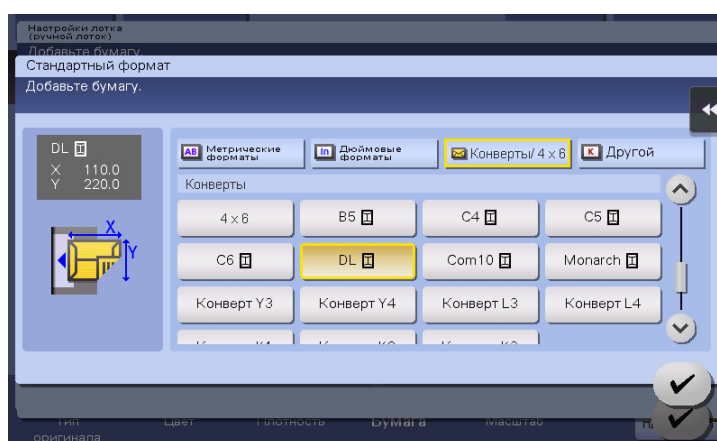 Настройки лотка
(ручной лоток)
Добавьте бумагу.
Стандартный формат
Добавьте бумагу.
DL
X 110.0
Y 220.0
X
Y
AB Метрические форматы
In Дюймовые форматы
Конверты/ 4 × 6
K Другой
Конверты
4 × 6
B5
C4
C5
C6
DL
Com10
Monarch
Конверт Y3
Конверт Y4
Конверт L3
Конверт L4
Тип оригинала
Цвет
Плотность
Бумага
Масштаб